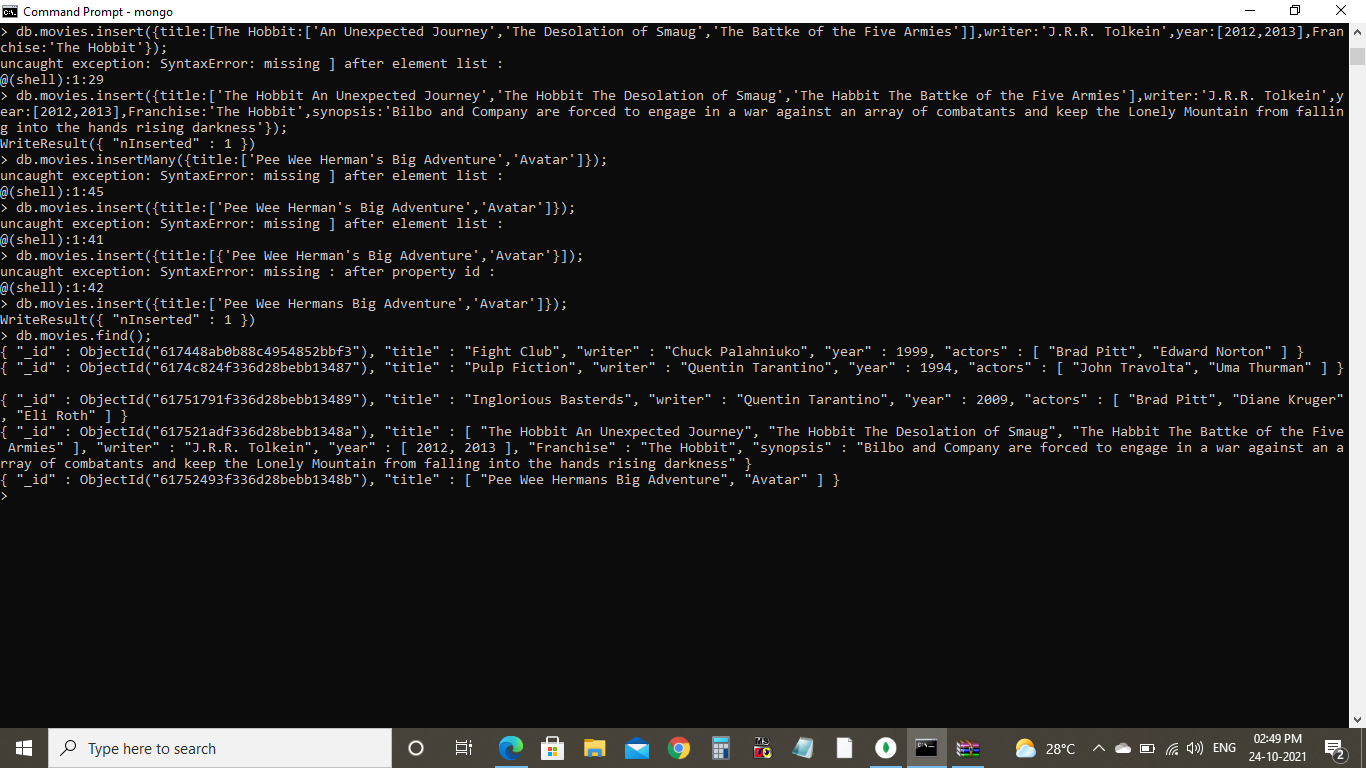 Command Prompt - mongo
> db.movies.insert({title:[The Hobbit:['An Unexpected Journey','The Desolation of Smaug','The Battke of the Five Armies']],writer:'J.R.R. Tolkein',year:[2012,2013],Fran
chise:'The Hobbit'});
uncaught exception: SyntaxError: missing ] after element list :
@(shell):1:29
> db.movies.insert({title:['The Hobbit An Unexpected Journey','The Hobbit The Desolation of Smaug','The Habbit The Battke of the Five Armies'],writer:'J.R.R. Tolkein',y
ear:[2012,2013],Franchise:'The Hobbit',synopsis:'Bilbo and Company are forced to engage in a war against an array of combatants and keep the Lonely Mountain from fallin
g into the hands rising darkness'});
WriteResult({ "nInserted" : 1 })
> db.movies.insertMany({title:['Pee Wee Herman's Big Adventure','Avatar']});
uncaught exception: SyntaxError: missing ] after element list :
@(shell):1:45
> db.movies.insert({title:['Pee Wee Herman's Big Adventure','Avatar']});
uncaught exception: SyntaxError: missing ] after element list :
@(shell):1:41
> db.movies.insert({title:[{'Pee Wee Herman's Big Adventure','Avatar'}]);
uncaught exception: SyntaxError: missing : after property id :
@(shell):1:42
> db.movies.insert({title:['Pee Wee Hermans Big Adventure','Avatar']});
WriteResult({ "nInserted" : 1 })
> db.movies.find();
{ "_id" : ObjectId("617448ab0b88c4954852bbf3"), "title" : "Fight Club", "writer" : "Chuck Palahniuko", "year" : 1999, "actors" : [ "Brad Pitt", "Edward Norton" ] }
{ "_id" : ObjectId("6174c824f336d28bebb13487"), "title" : "Pulp Fiction", "writer" : "Quentin Tarantino", "year" : 1994, "actors" : [ "John Travolta", "Uma Thurman" ] }
{ "_id" : ObjectId("61751791f336d28bebb13489"), "title" : "Inglorious Basterds", "writer" : "Quentin Tarantino", "year" : 2009, "actors" : [ "Brad Pitt", "Diane Kruger"
, "Eli Roth" ] }
{ "_id" : ObjectId("617521adf336d28bebb1348a"), "title" : [ "The Hobbit An Unexpected Journey", "The Hobbit The Desolation of Smaug", "The Habbit The Battke of the Five
 Armies" ], "writer" : "J.R.R. Tolkein", "year" : [ 2012, 2013 ], "Franchise" : "The Hobbit", "synopsis" : "Bilbo and Company are forced to engage in a war against an a
rray of combatants and keep the Lonely Mountain from falling into the hands rising darkness" }
{ "_id" : ObjectId("61752493f336d28bebb1348b"), "title" : [ "Pee Wee Hermans Big Adventure", "Avatar" ] }
>
Type here to search
28°C
ENG
02:49 PM
24-10-2021
2